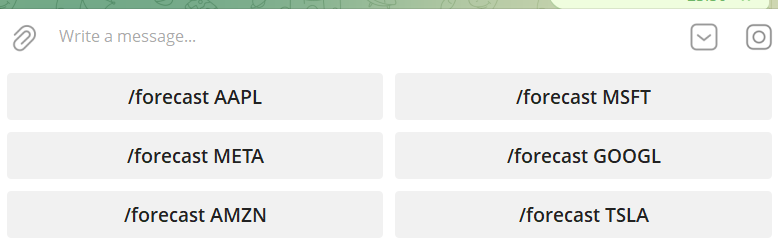 Write a message...
/forecast AAPL
/forecast MSFT
/forecast META
/forecast GOOGL
/forecast AMZN
/forecast TSLA